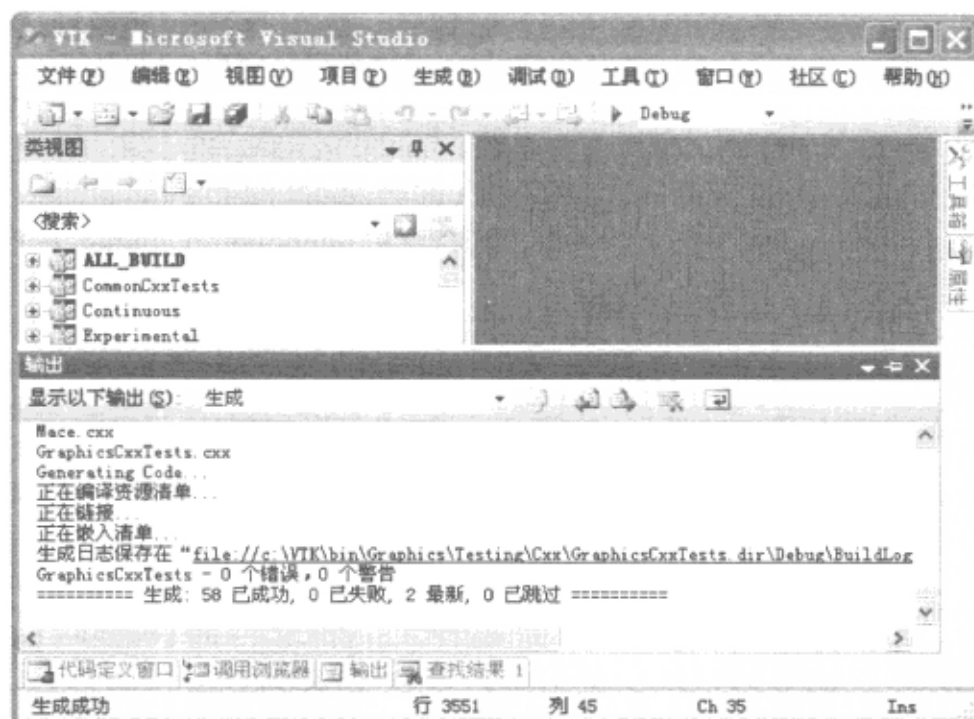 VTK - Microsoft Visual Studio
文件(F) 编辑(E) 视图(V) 项目(P) 生成(B) 调试(D) 工具(T) 窗口(W) 社区(C) 帮助(H)
Debug
类视图
<搜索>
ALL_BUILD
CommonCxxTests
Continuous
Experimental
工具箱
属性
输出
显示以下输出(S): 生成
Mace.cxx
GraphicsCxxTests.cxx
Generating Code...
正在编译资源清单...
正在链接...
正在嵌入清单...
生成日志保存在“file://c:\VTK\bin\Graphics\Testing\Cxx\GraphicsCxxTests.dir\Debug\BuildLog
GraphicsCxxTests - 0 个错误,0 个警告
========== 生成: 58 已成功, 0 已失败, 2 最新, 0 已跳过 ==========
代码定义窗口 调用浏览器 输出 查找结果 1
生成成功 行 3551 列 45 Ch 35 Ins